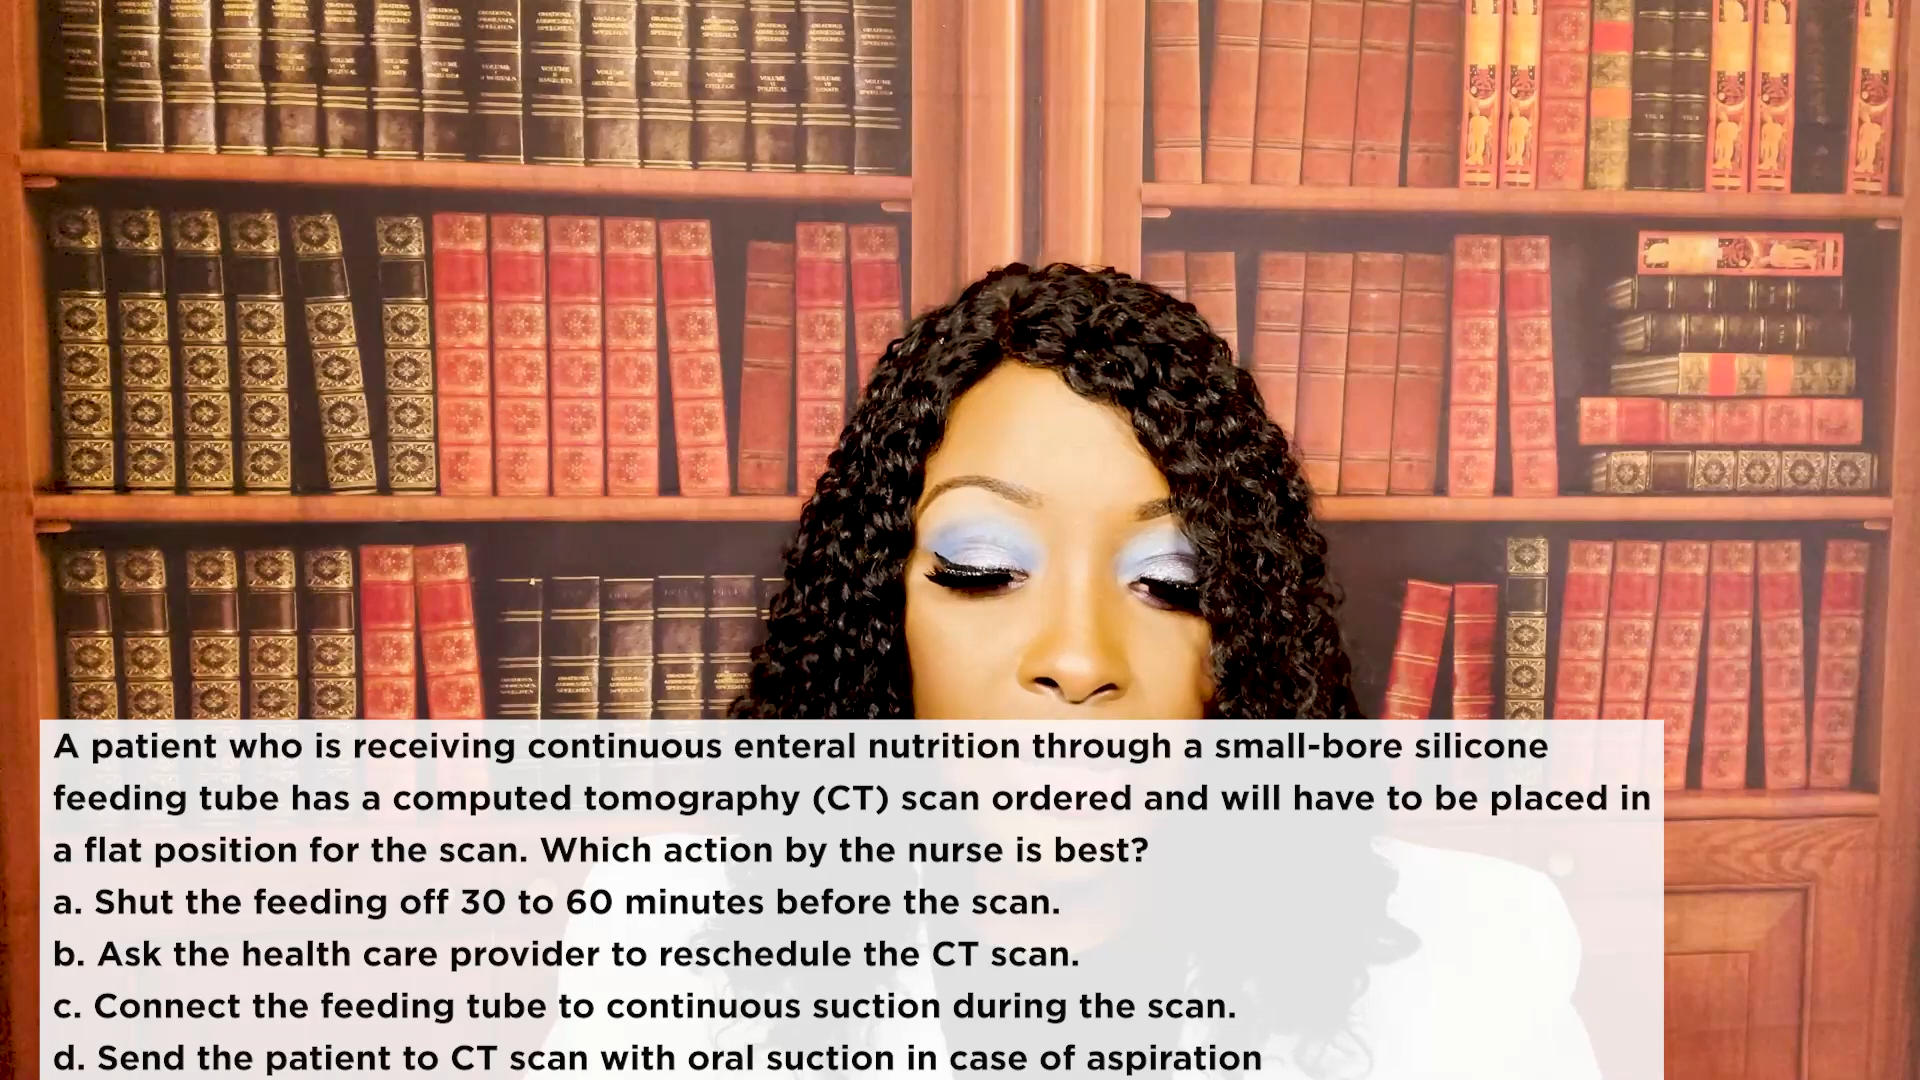 A patient who is receiving continuous enteral nutrition through a small-bore silicone
feeding tube has a computed tomography (CT) scan ordered and will have to be placed in
a flat position for the scan. Which action by the nurse is best?
a. Shut the feeding off 30 to 60 minutes before the scan.
b. Ask the health care provider to reschedule the CT scan.
c. Connect the feeding tube to continuous suction during the scan.
d. Send the patient to CT scan with oral suction in case of aspiration